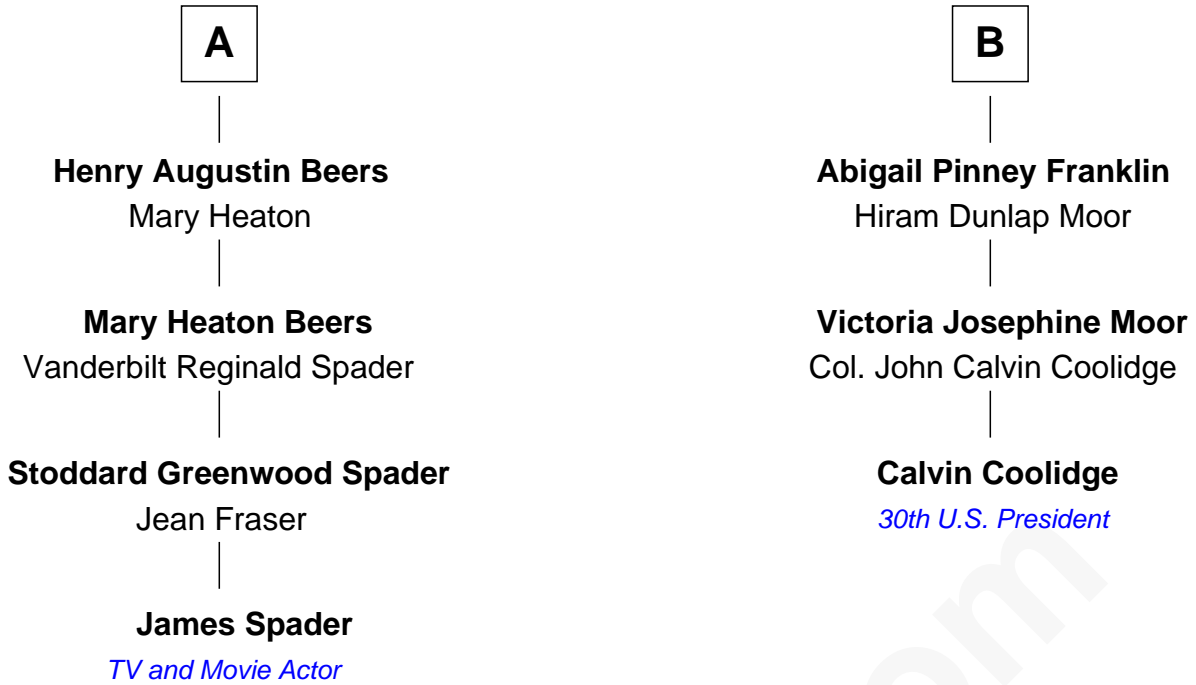 A
Henry Augustin Beers
Mary Heaton
Mary Heaton Beers
Vanderbilt Reginald Spader
Stoddard Greenwood Spader
Jean Fraser
James Spader
TV and Movie Actor
B
Abigail Pinney Franklin
Hiram Dunlap Moor
Victoria Josephine Moor
Col. John Calvin Coolidge
Calvin Coolidge
30th U.S. President
om